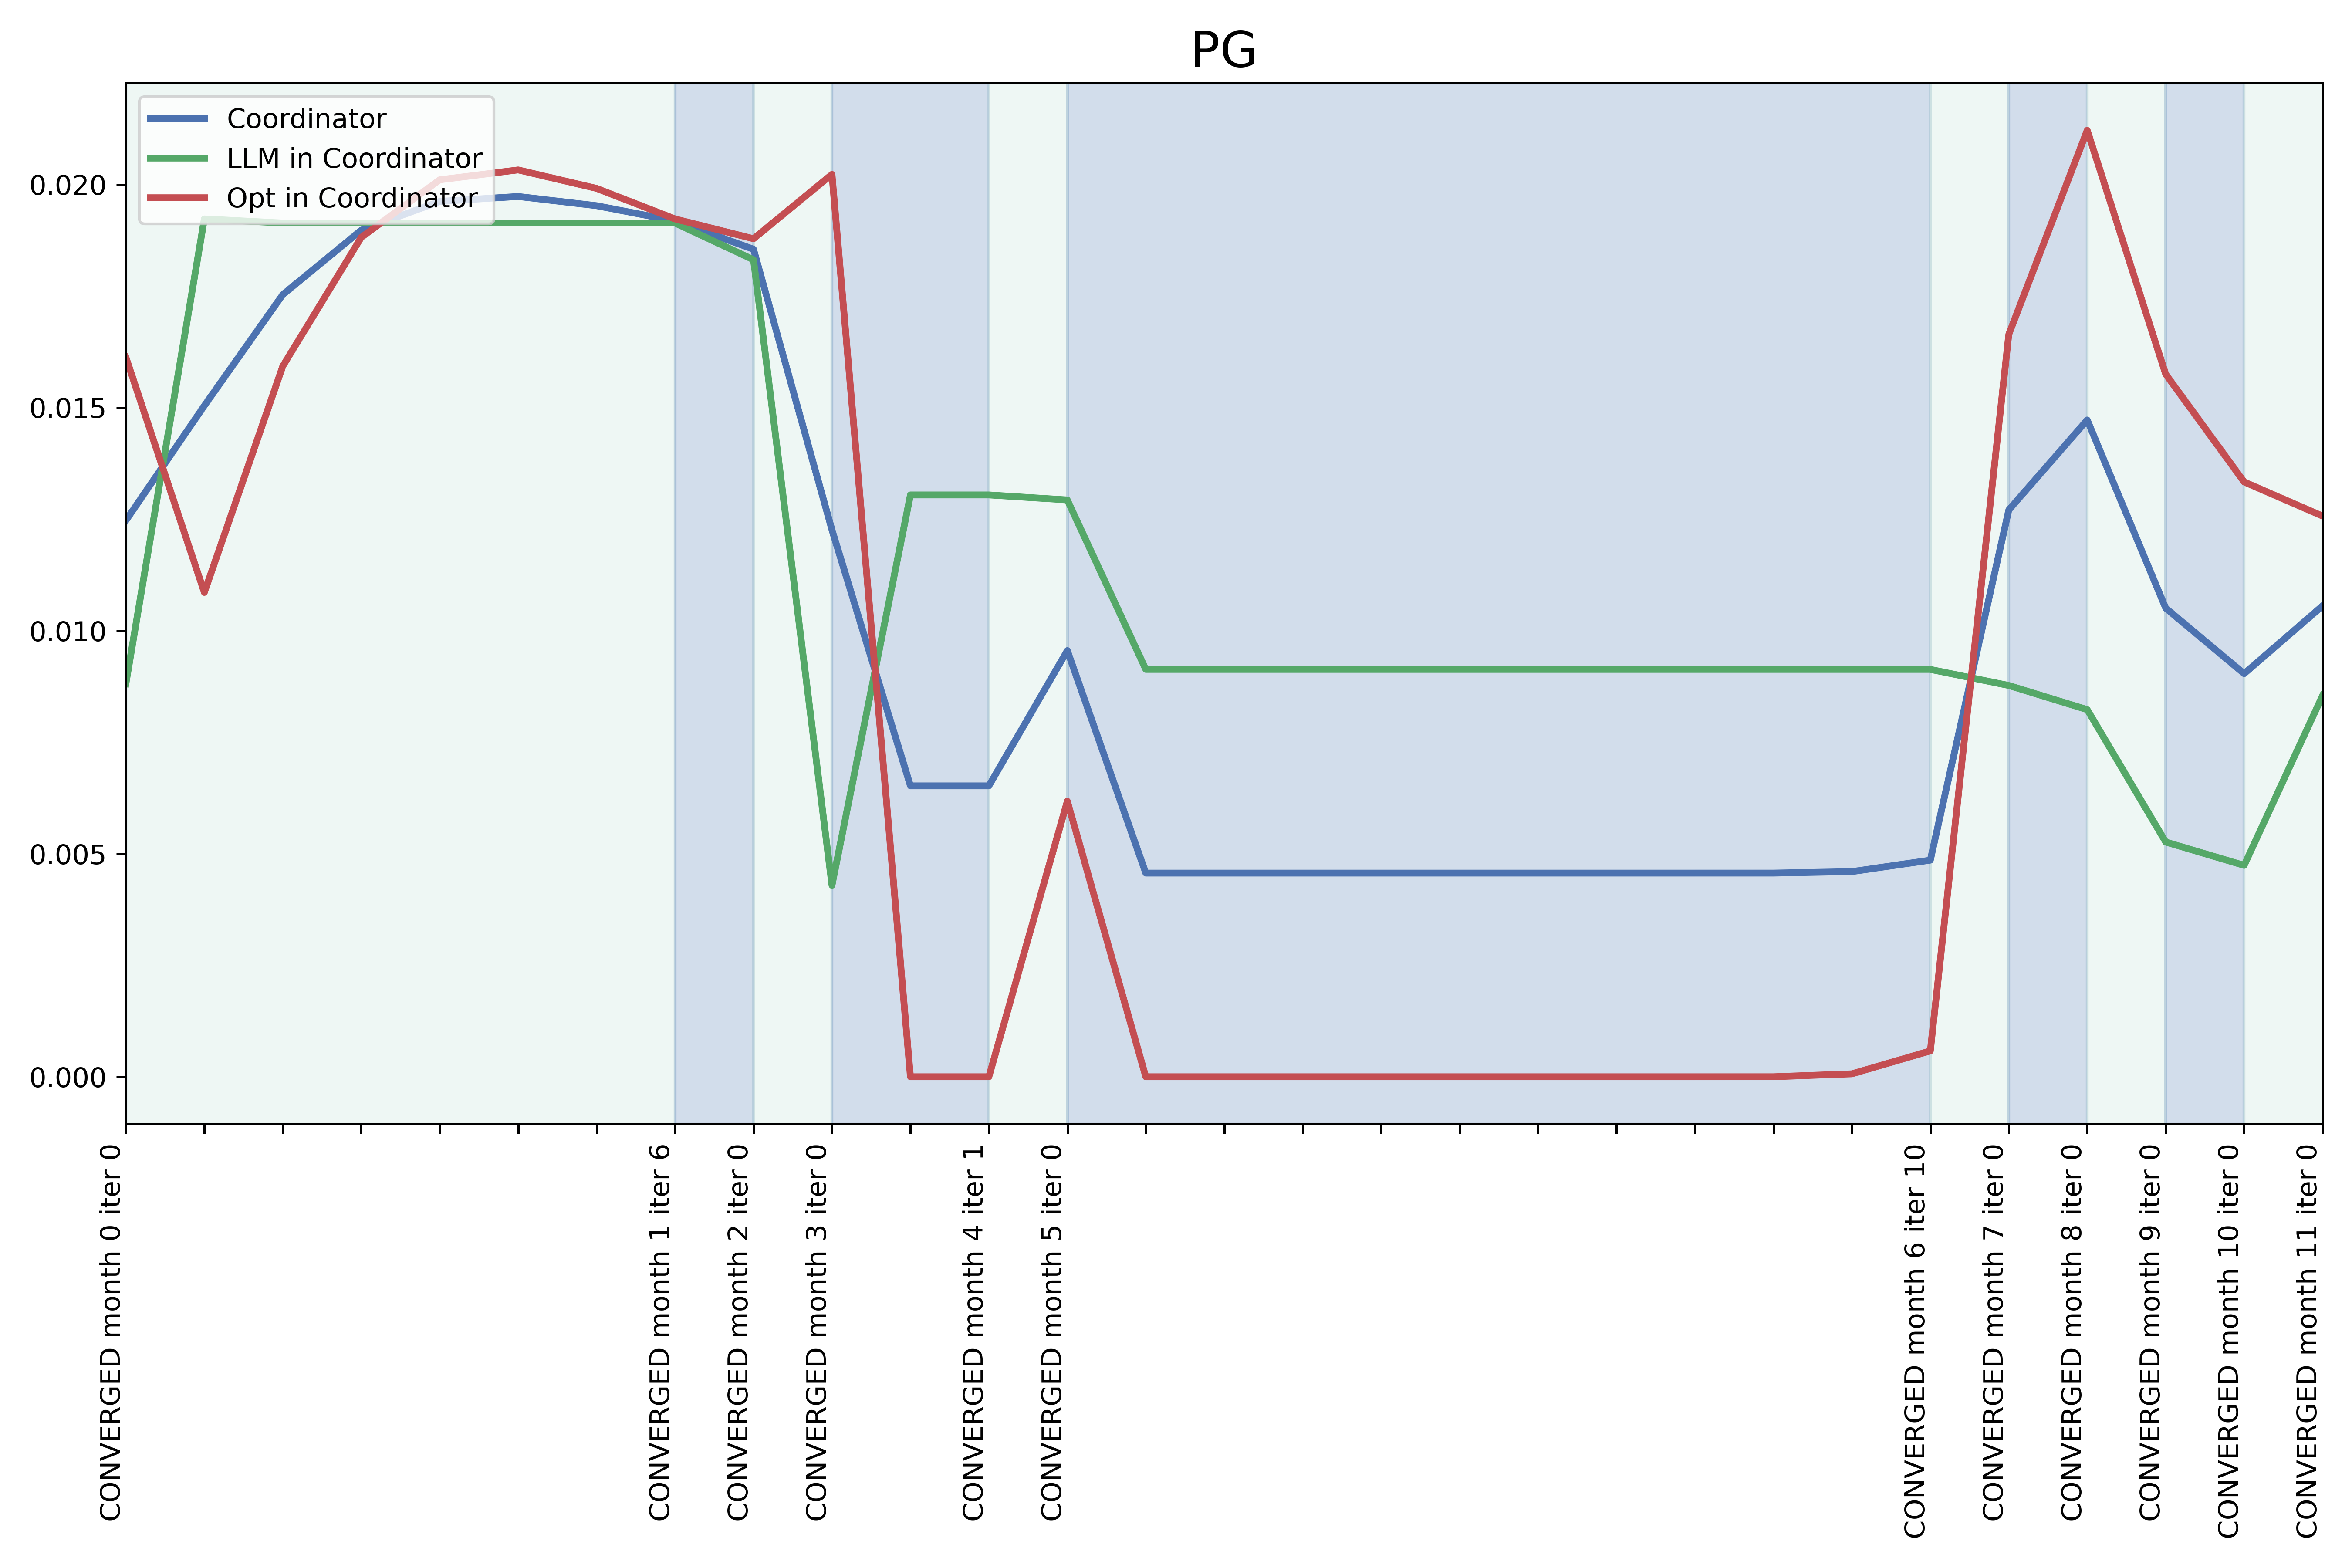 PG
Coordinator
LLM in Coordinator
Opt in Coordinator
0.020
0.015
0.010
0.005
0.000
CONVERGED month 0 iter 0
CONVERGED month 1 iter 6
CONVERGED month 2 iter 0
CONVERGED month 3 iter 0
CONVERGED month 4 iter 1
CONVERGED month 5 iter 0
CONVERGED month 6 iter 10
CONVERGED month 7 iter 0
CONVERGED month 8 iter 0
CONVERGED month 9 iter 0
CONVERGED month 10 iter 0
CONVERGED month 11 iter 0